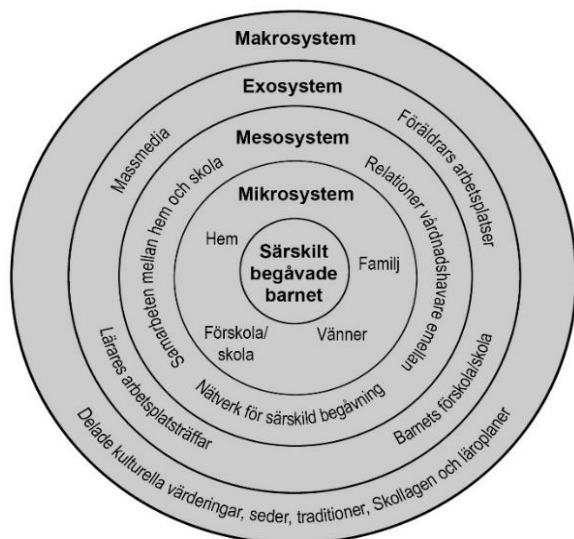 Makrosystem
Exosystem
Massmedia
Föräldrars arbetsplatser
Mesosystem
Samarbeten mellan hem och skola
Relationer vårdnadshavare emellan
Mikrosystem
Hem
Familj
Särskilt
begåvade
barnet
Förskola/
skola
Vänner
Nätverk för särskild begåvning
Lärares arbetsplatsträffar
Barnets förskola/skola
Delade kulturella värderingar, seder, traditioner, Skollagen och läroplaner